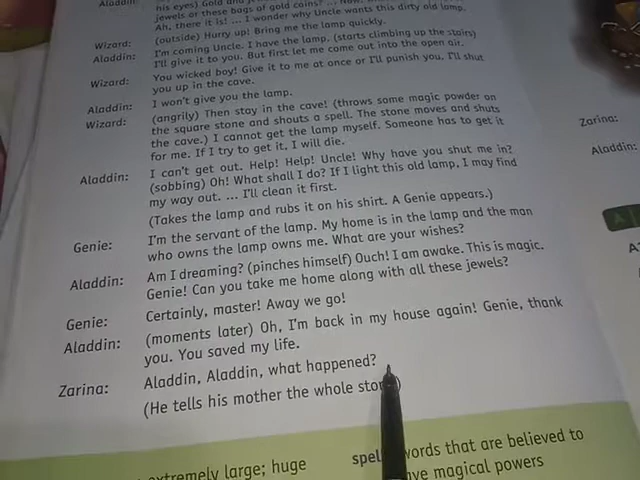 Aladdin:
his eyes) Gold and
jewels or these bags of gold coins? ... Now,
Ah, there it is! ... I wonder why Uncle wants this dirty old lamp.
Wizard: (outside) Hurry up! Bring me the lamp quickly.
Aladdin: I'm coming Uncle. I have the lamp. (starts climbing up the stairs)
I'll give it to you. But first let me come out into the open air.
Wizard: You wicked boy! Give it to me at once or I'll punish you. I'll shut
you up in the cave.
Aladdin: I won't give you the lamp.
Wizard: (angrily) Then stay in the cave! (throws some magic powder on
the square stone and shouts a spell. The stone moves and shuts
the cave.) I cannot get the lamp myself. Someone has to get it
for me. If I try to get it, I will die.
Aladdin: I can't get out. Help! Help! Uncle! Why have you shut me in?
(sobbing) Oh! What shall I do? If I light this old lamp, I may find
my way out. ... I'll clean it first.
(Takes the lamp and rubs it on his shirt. A Genie appears.)
Genie: I'm the servant of the lamp. My home is in the lamp and the man
who owns the lamp owns me. What are your wishes?
Aladdin: Am I dreaming? (pinches himself) Ouch! I am awake. This is magic.
Genie! Can you take me home along with all these jewels?
Genie: Certainly, master! Away we go!
Aladdin: (moments later) Oh, I'm back in my house again! Genie, thank
you. You saved my life.
Zarina: Aladdin, Aladdin, what happened?
(He tells his mother the whole
extremely large; huge
words that are believed to
magical powers
Zarina:
Aladdin:
A